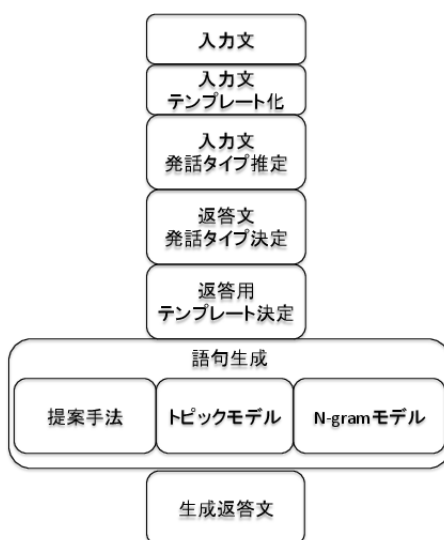 入力文
入力文
テンプレート化
入力文
発話タイプ推定
返答文
発話タイプ決定
返答用
テンプレート決定
語句生成
提案手法
トピックモデル
N-gramモデル
生成返答文